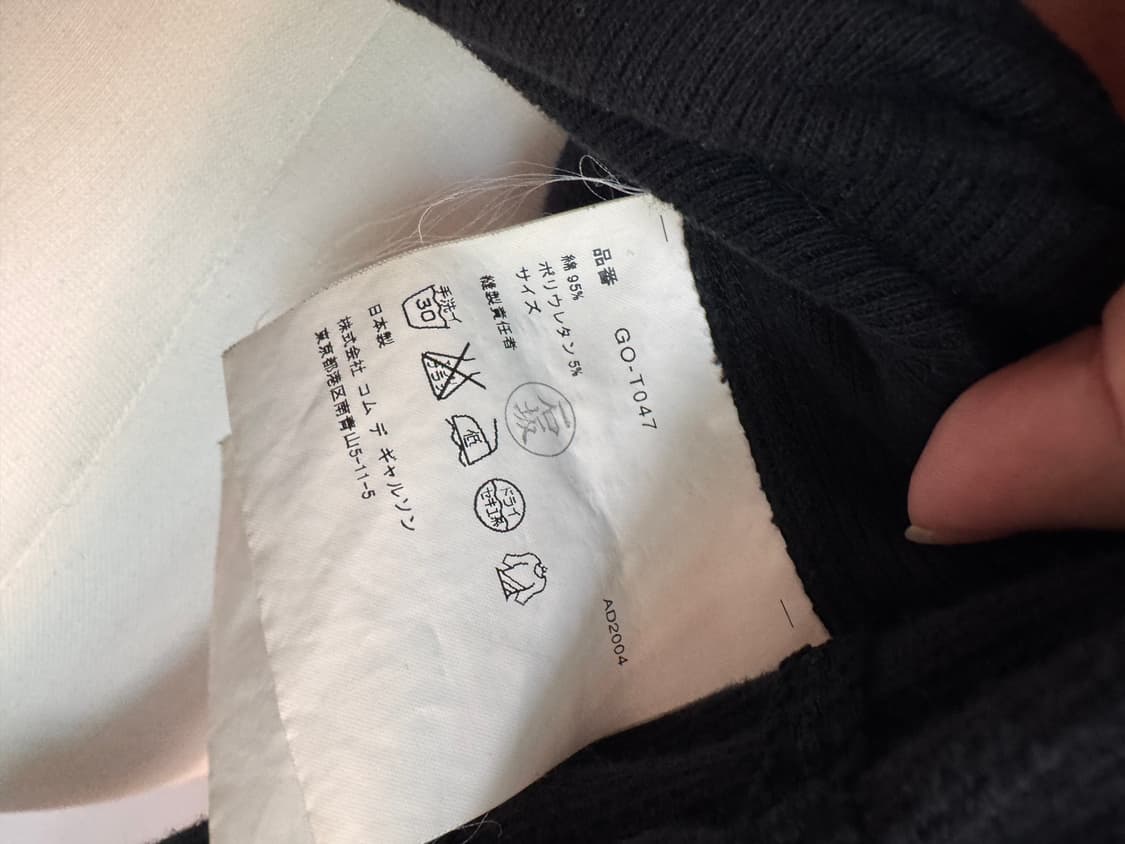 品番 GO-T047
綿 95%
ポリウレタン 5%
サイズ
縫製責任者
AD2004
手洗イ
30
エンソサラシ
低
ドライ
セキユ系
日本製
株式会社 コム デ ギャルソン
東京都港区南青山5-11-5